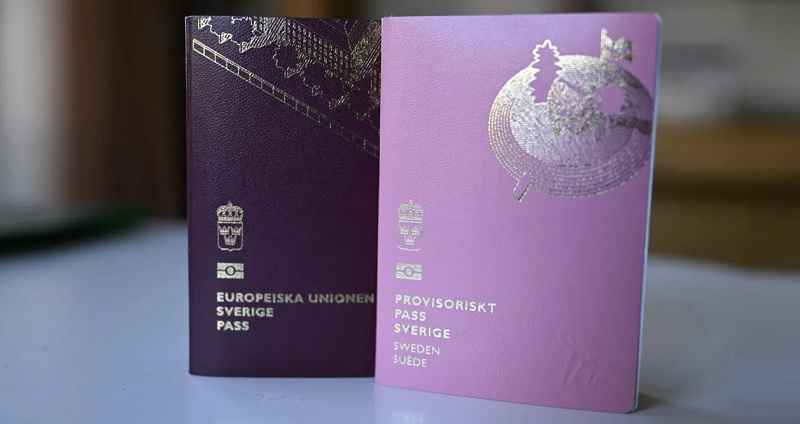 EUROPEISKA UNIONEN
SVERIGE
PASS
PROVISORISKT
PASS
SVERIGE
SWEDEN
SUÈDE